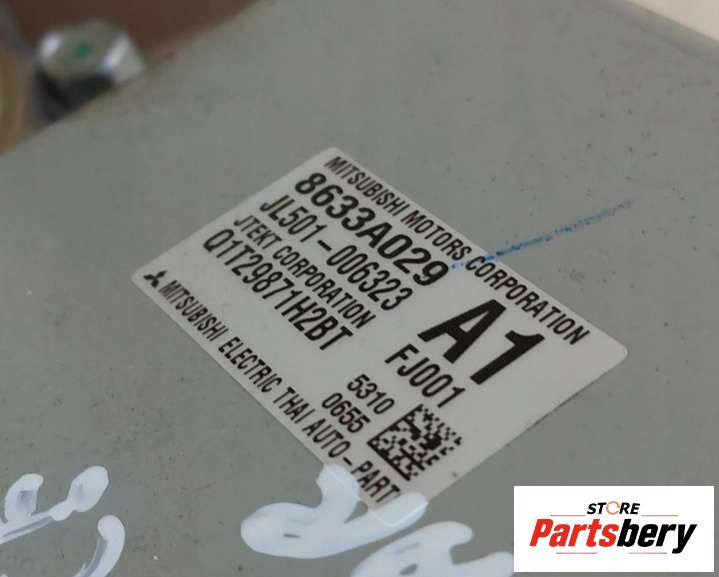 MITSUBISHI MOTORS CORPORATION
8633A029
JL501-006323
JTEKT CORPORATION
Q1T29871H2BT
A1
FJ001
5310
0655
MITSUBISHI ELECTRIC THAI AUTO-PART
STORE
Partsbery